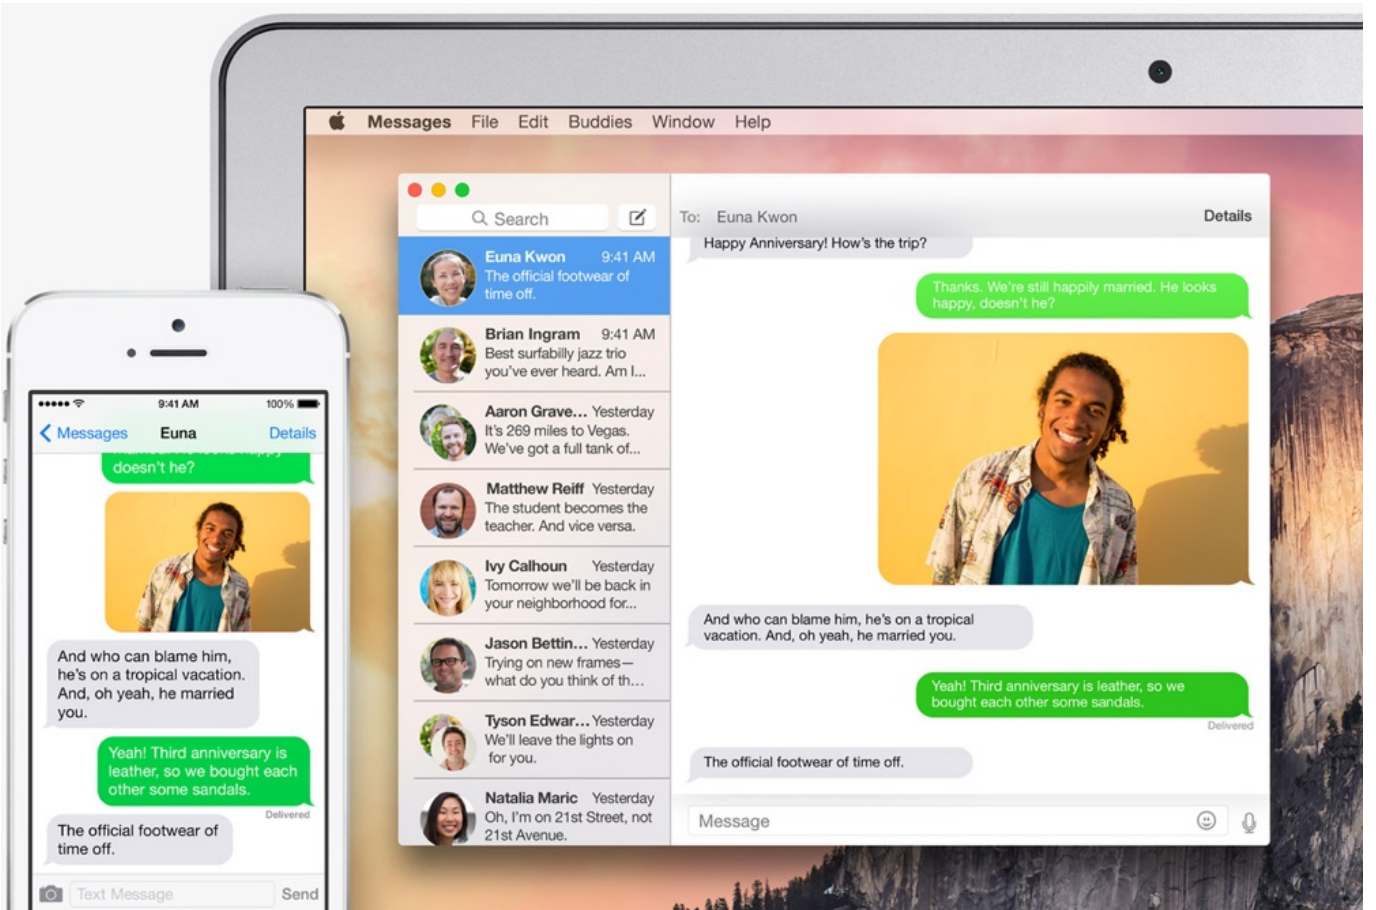 Messages File Edit Buddies Window Help
Search
To: Euna Kwon
Details
Euna Kwon 9:41 AM
The official footwear of
time off.
Brian Ingram 9:41 AM
Best surfabilly jazz trio
you've ever heard. Am I...
Aaron Grave... Yesterday
It's 269 miles to Vegas.
We've got a full tank of...
Matthew Reiff Yesterday
The student becomes the
teacher. And vice versa.
Ivy Calhoun Yesterday
Tomorrow we'll be back in
your neighborhood for...
Jason Bettin... Yesterday
Trying on new frames—
what do you think of th...
Tyson Edwar... Yesterday
We'll leave the lights on
for you.
Natalia Maric Yesterday
Oh, I'm on 21st Street, not
21st Avenue.
Happy Anniversary! How's the trip?
Thanks. We're still happily married. He looks
happy, doesn't he?
And who can blame him, he's on a tropical
vacation. And, oh yeah, he married you.
Yeah! Third anniversary is leather, so we
bought each other some sandals.
Delivered
The official footwear of time off.
Message
9:41 AM 100%
Messages Euna Details
doesn't he?
And who can blame him,
he's on a tropical vacation.
And, oh yeah, he married
you.
Yeah! Third anniversary is
leather, so we bought each
other some sandals.
Delivered
The official footwear of
time off.
Text Message Send